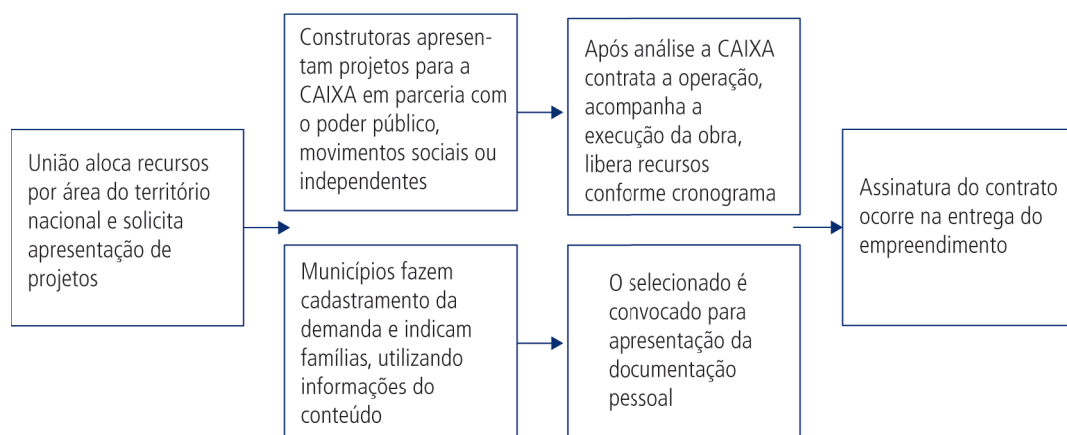 União aloca recursos
por área do território
nacional e solicita
apresentação de
projetos
Construtoras apresen-
tam projetos para a
CAIXA em parceria com
o poder público,
movimentos sociais ou
independentes
Após análise a CAIXA
contrata a operação,
acompanha a
execução da obra,
libera recursos
conforme cronograma
Municípios fazem
cadastramento da
demanda e indicam
famílias, utilizando
informações do
conteúdo
O selecionado é
convocado para
apresentação da
documentação
pessoal
Assinatura do contrato
ocorre na entrega do
empreendimento